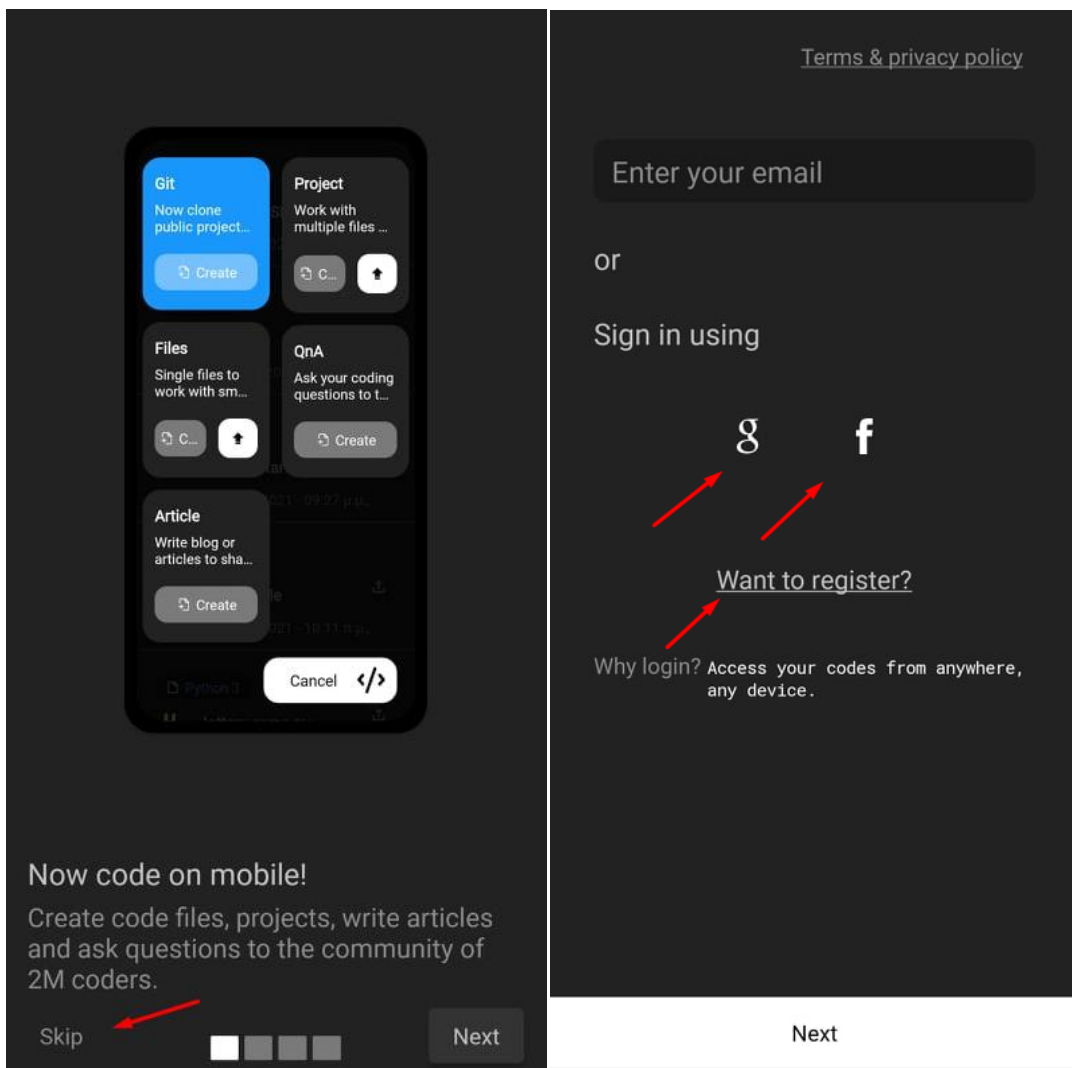 Git
Now clone
public project...
Create
Project
Work with
multiple files ...
C...
Files
Single files to
work with sm...
C...
QnA
Ask your coding
questions to t...
Create
Article
Write blog or
articles to sha...
Create
Python 3
Cancel </>
Now code on mobile!
Create code files, projects, write articles
and ask questions to the community of
2M coders.
Skip
Next
Terms & privacy policy
Enter your email
or
Sign in using
g f
Want to register?
Why login? Access your codes from anywhere,
any device.
Next